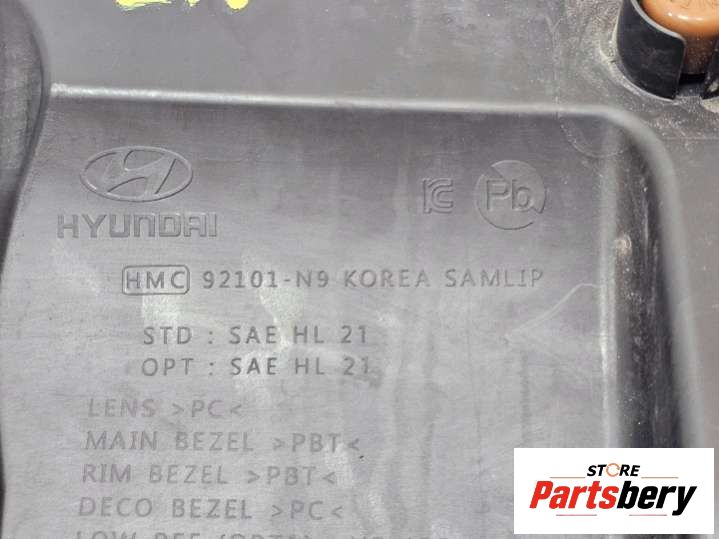 HYUNDAI
KC Pb
HMC 92101-N9 KOREA SAMLIP
STD : SAE HL 21
OPT : SAE HL 21
LENS >PC<
MAIN BEZEL >PBT<
RIM BEZEL >PBT<
DECO BEZEL >PC<
STORE
Partsbery